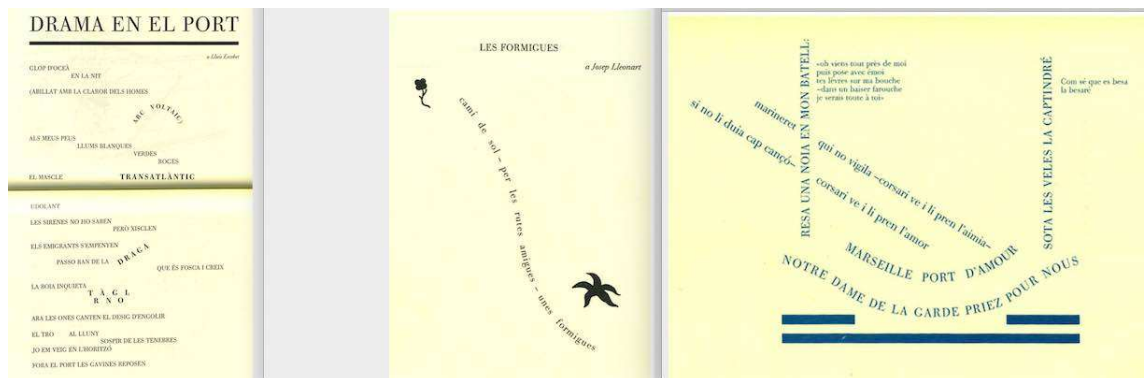 DRAMA EN EL PORT
a Lluís Escobet
GLOP D'OCEÀ
EN LA NIT
(ABILLAT AMB LA CLAROR DELS HOMES
ARC VOLTAIC)
ALS MEUS PEUS
LLUMS BLANQUES
VERDES
ROGES
EL MASCLE TRANSATLÀNTIC
UDOLANT
LES SIRENES NO HO SABEN
PERÒ XISCLEN
ELS EMIGRANTS S'EMPENYEN
PASSO RAN DE LA DRAGA
QUE ÉS FOSCA I CREIX
LA BOIA INQUIETA
T À G I.
R N O
ARA LES ONES CANTEN EL DESIG D'ENGOLIR
EL TRO AL LLUNY
SOSPIR DE LES TENEBRES
JO EM VEIG EN L'HORITZÓ
FORA EL PORT LES GAVINES REPOSEN
LES FORMIGUES
a Josep Lleonart
camí de sol – per les rutes amigues – unes formigues
RESA UNA NOIA EN MON BATELL:
«oh viens tout près de moi
puis pose avec émoi
tes lèvres sur ma bouche
–dans un baiser farouche
je serais toute à toi»
marineret qui no vigila –corsari ve i li pren l'aimia–
si no li duia cap cançó– corsari ve i li pren l'amor
SOTA LES VELES LA CAPTINDRÉ
Com sé que es besa
la besaré
MARSEILLE PORT D'AMOUR
NOTRE DAME DE LA GARDE PRIEZ POUR NOUS